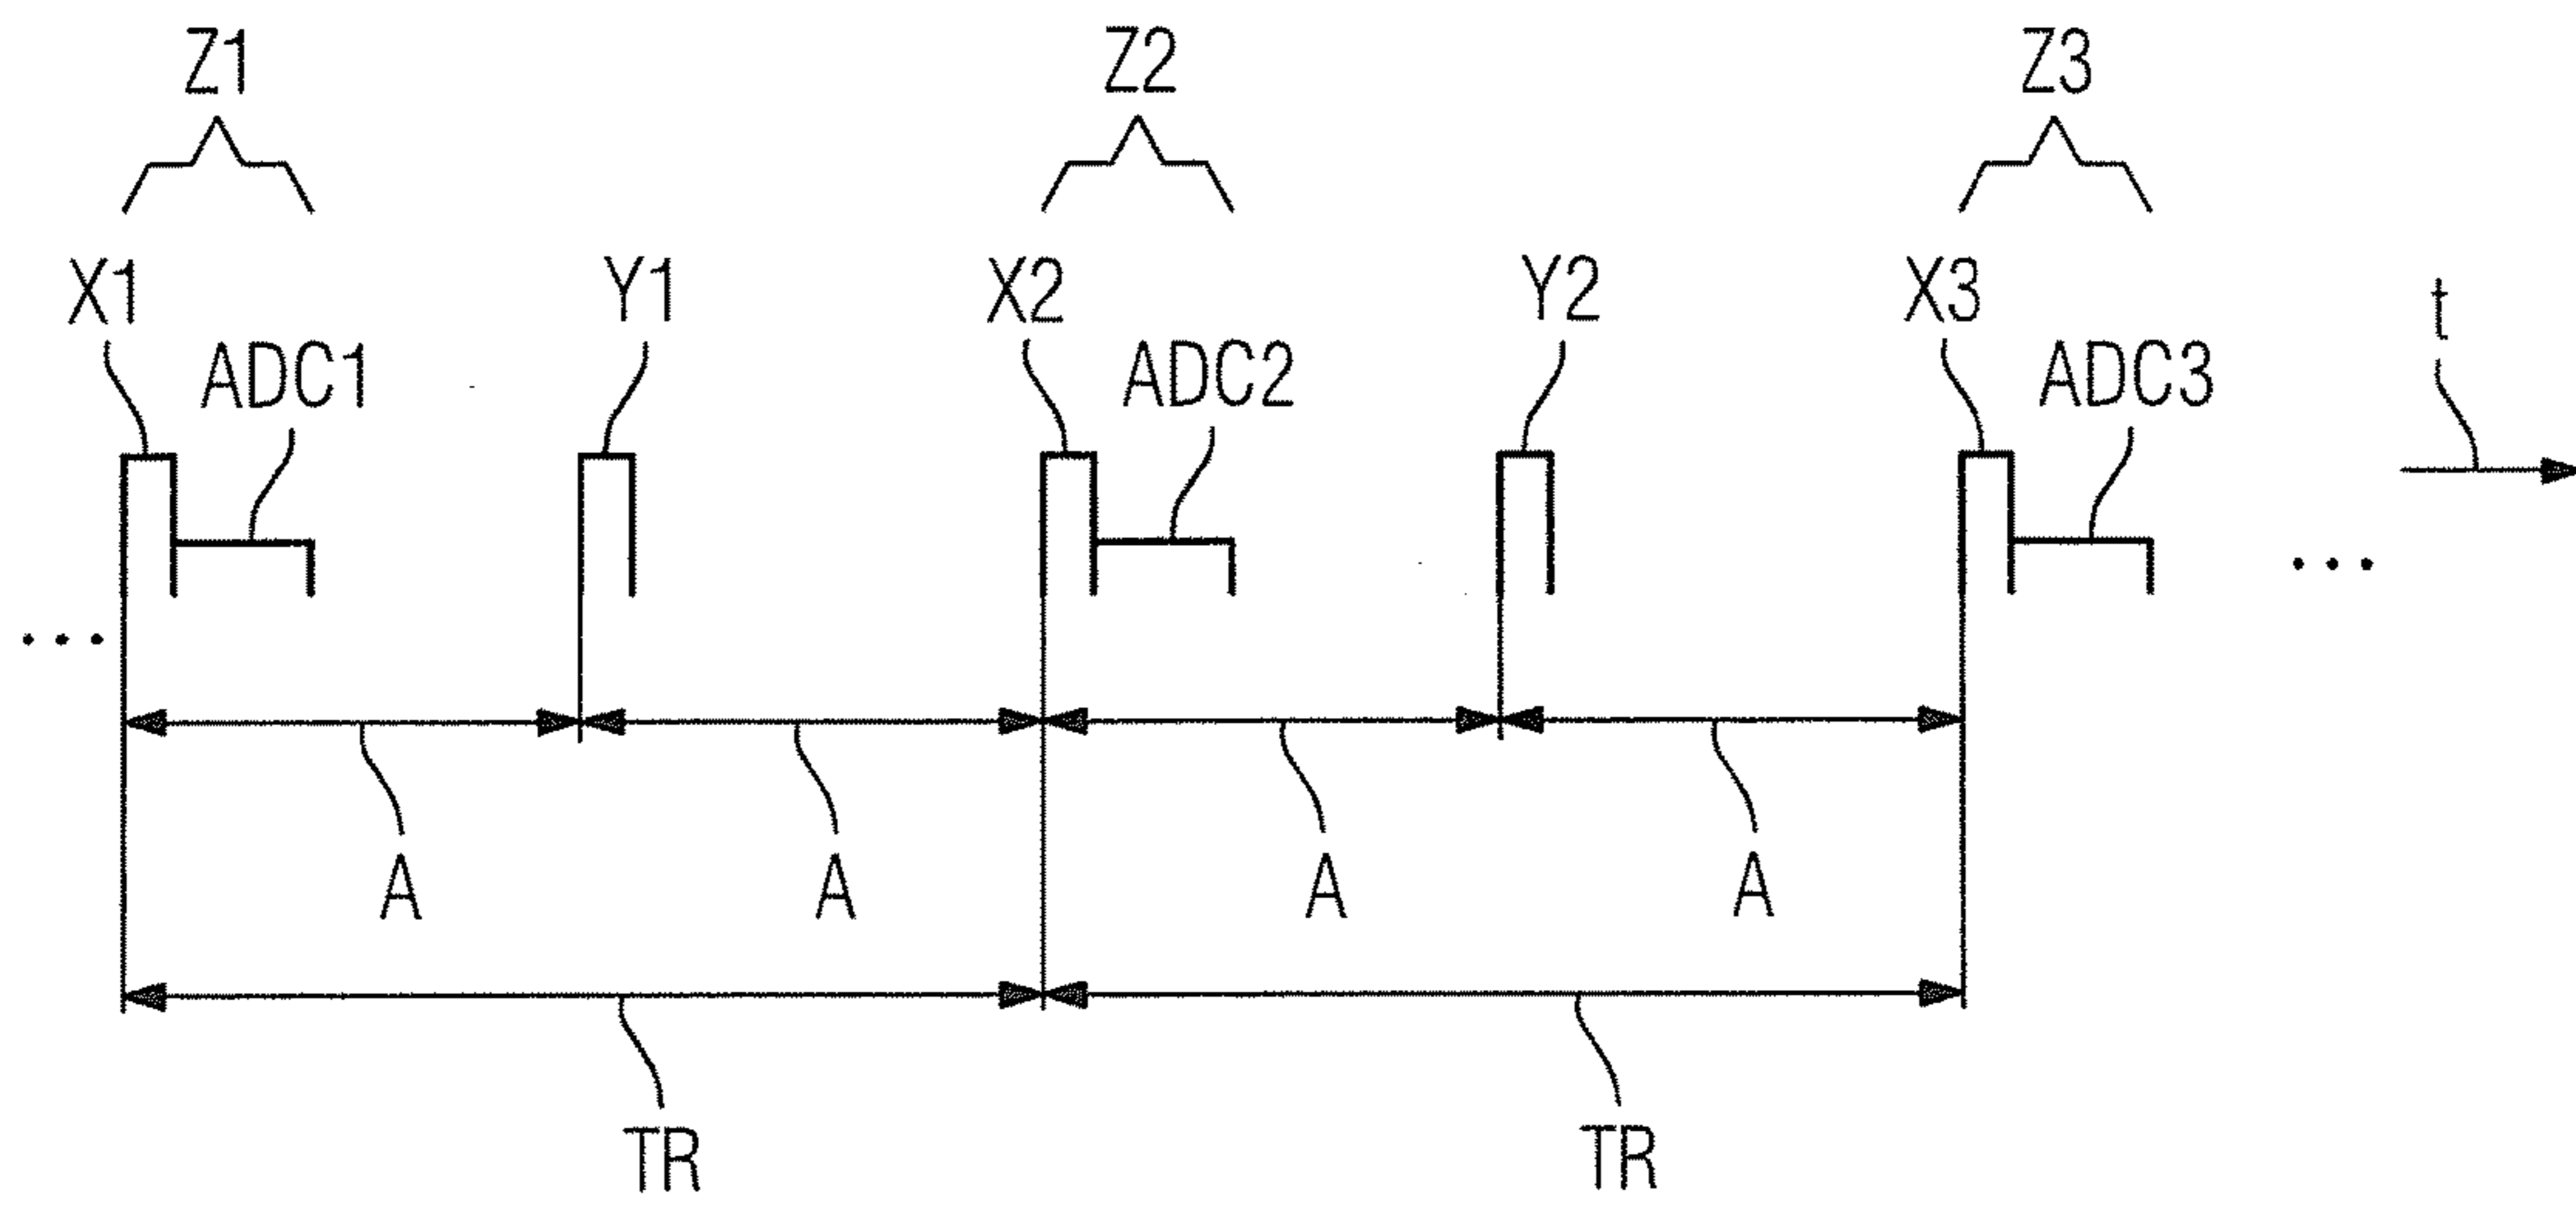 Z1 Z2 Z3
X1 Y1 X2 Y2 X3 t
ADC1 ADC2 ADC3
... ...
A A A A
TR TR